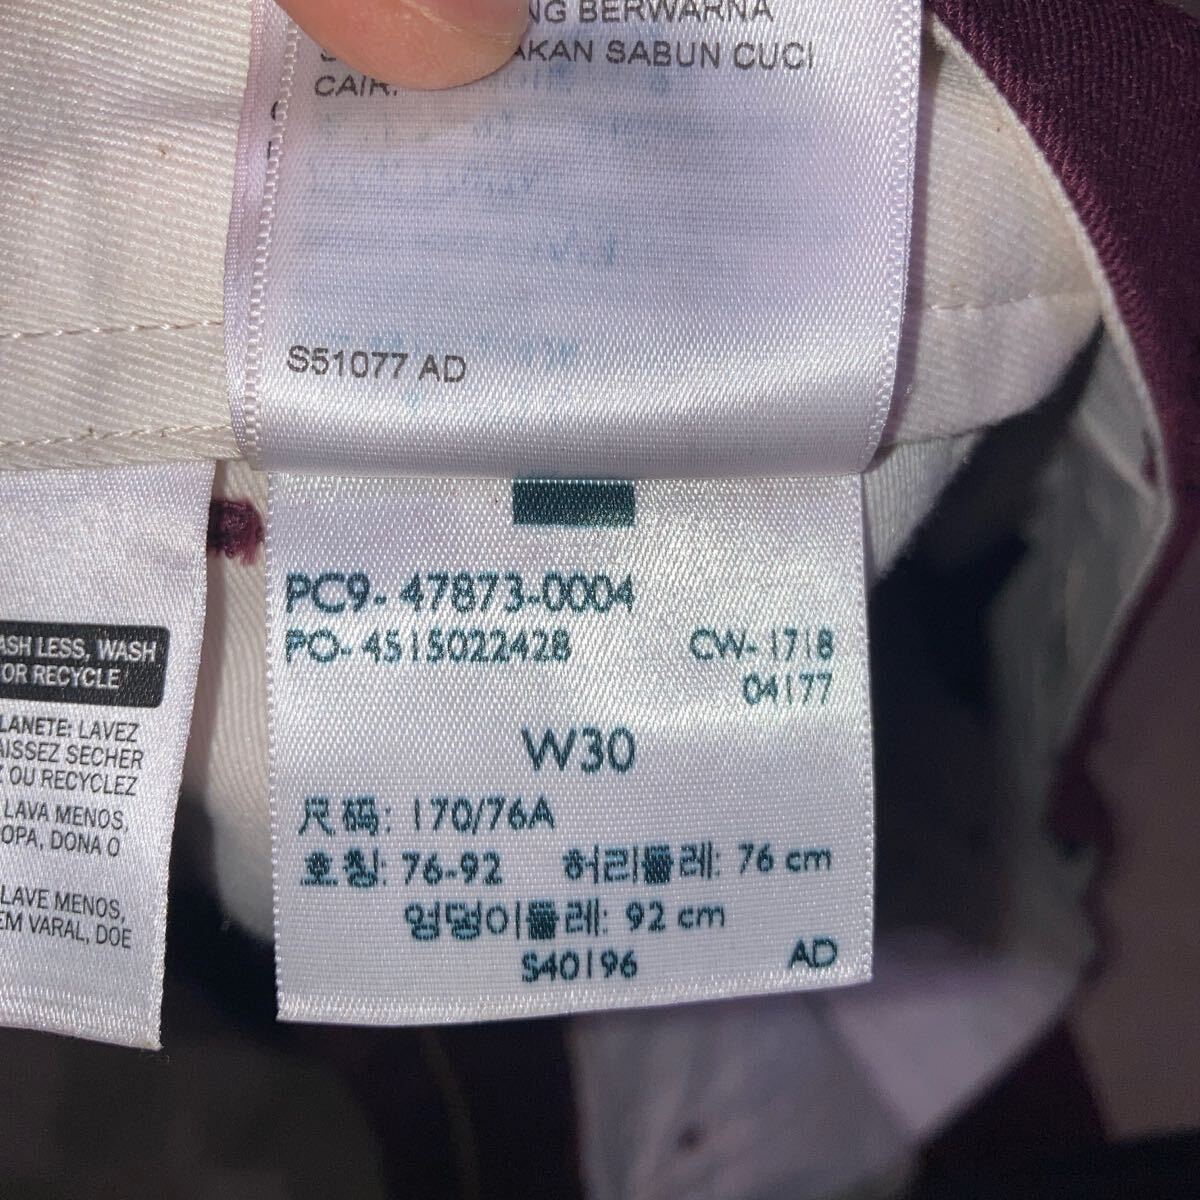 NG BERWARNA
AKAN SABUN CUCI
CAIR.
S51077 AD
PC9- 47873-0004
PO- 4515022428 CW- 1718
04177
W30
尺码: 170/76A
호칭: 76-92 허리둘레: 76 cm
엉덩이둘레: 92 cm
S40196 AD
ASH LESS, WASH
OR RECYCLE
LANETE: LAVEZ
AISSEZ SECHER
Z OU RECYCLEZ
LAVA MENOS,
OPA, DONA O
LAVE MENOS,
EM VARAL, DOE